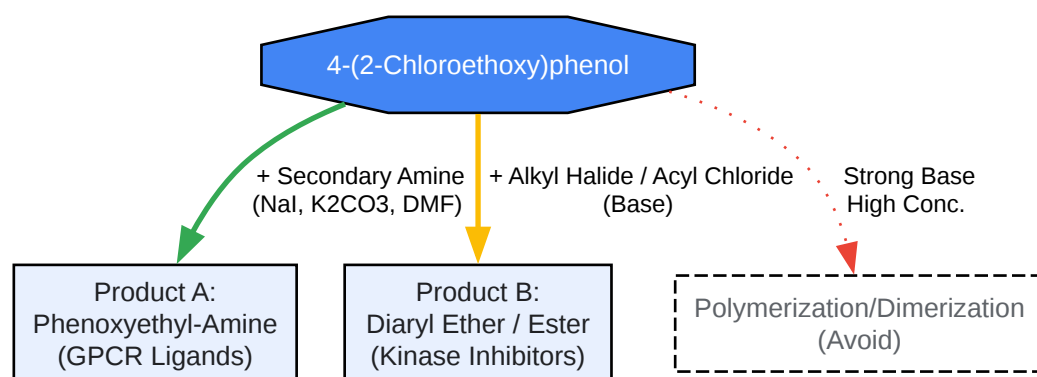 4-(2-Chloroethoxy)phenol
+ Secondary Amine
(NaI, K2CO3, DMF)
+ Alkyl Halide / Acyl Chloride
(Base)
Strong Base
High Conc.
Product A:
Phenoxyethyl-Amine
(GPCR Ligands)
Product B:
Diaryl Ether / Ester
(Kinase Inhibitors)
Polymerization/Dimerization
(Avoid)